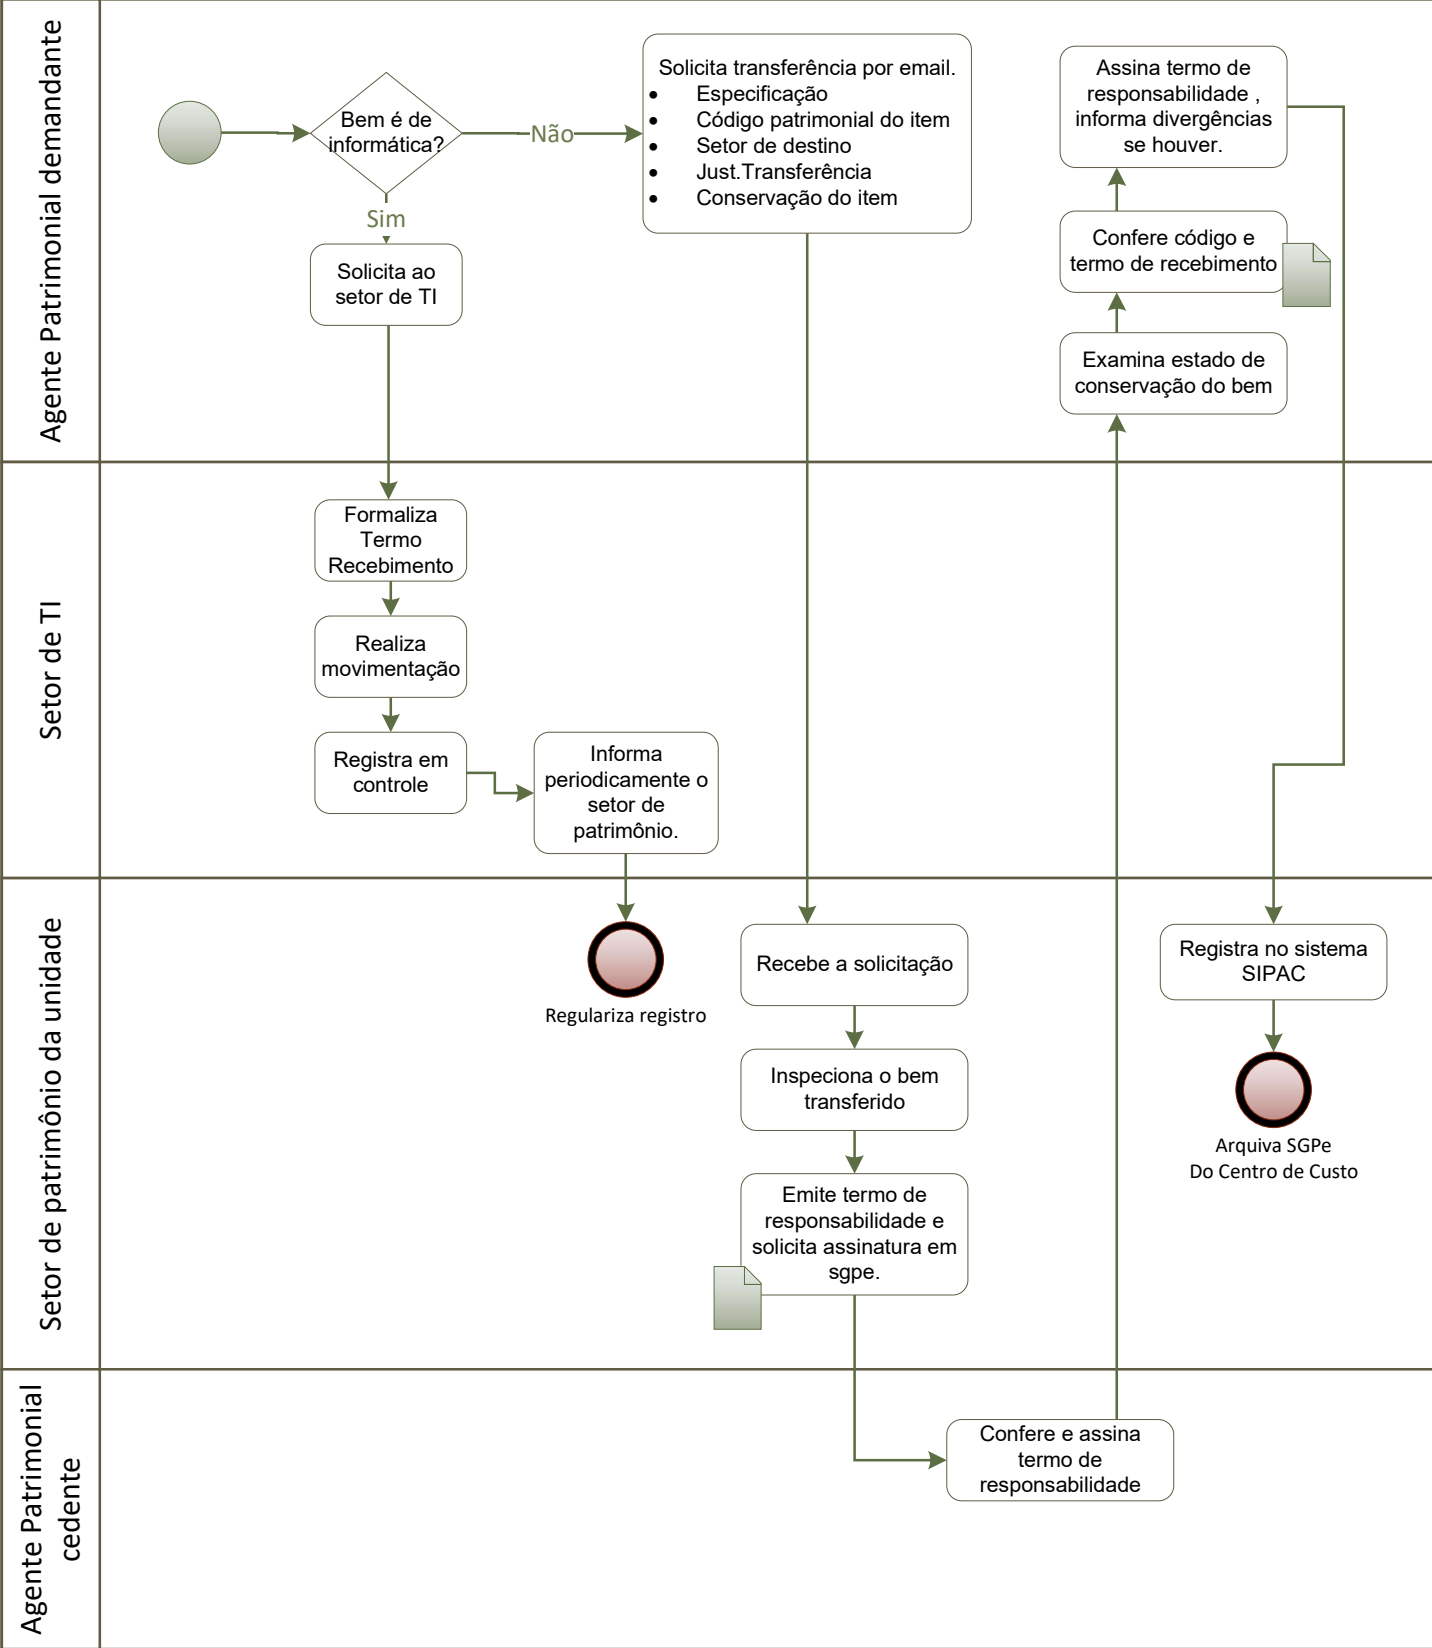 Agente Patrimonial demandante
Bem é de
informática?
Não
Sim
Solicita transferência por email.
• Especificação
• Código patrimonial do item
• Setor de destino
• Just.Transferência
• Conservação do item
Solicita ao
setor de TI
Assina termo de
responsabilidade ,
informa divergências
se houver.
Confere código e
termo de recebimento
Examina estado de
conservação do bem
Setor de TI
Formaliza
Termo
Recebimento
Realiza
movimentação
Registra em
controle
Informa
periodicamente o
setor de
patrimônio.
Setor de patrimônio da unidade
Regulariza registro
Recebe a solicitação
Inspeciona o bem
transferido
Emite termo de
responsabilidade e
solicita assinatura em
sgpe.
Registra no sistema
SIPAC
Arquiva SGPe
Do Centro de Custo
Agente Patrimonial
cedente
Confere e assina
termo de
responsabilidade